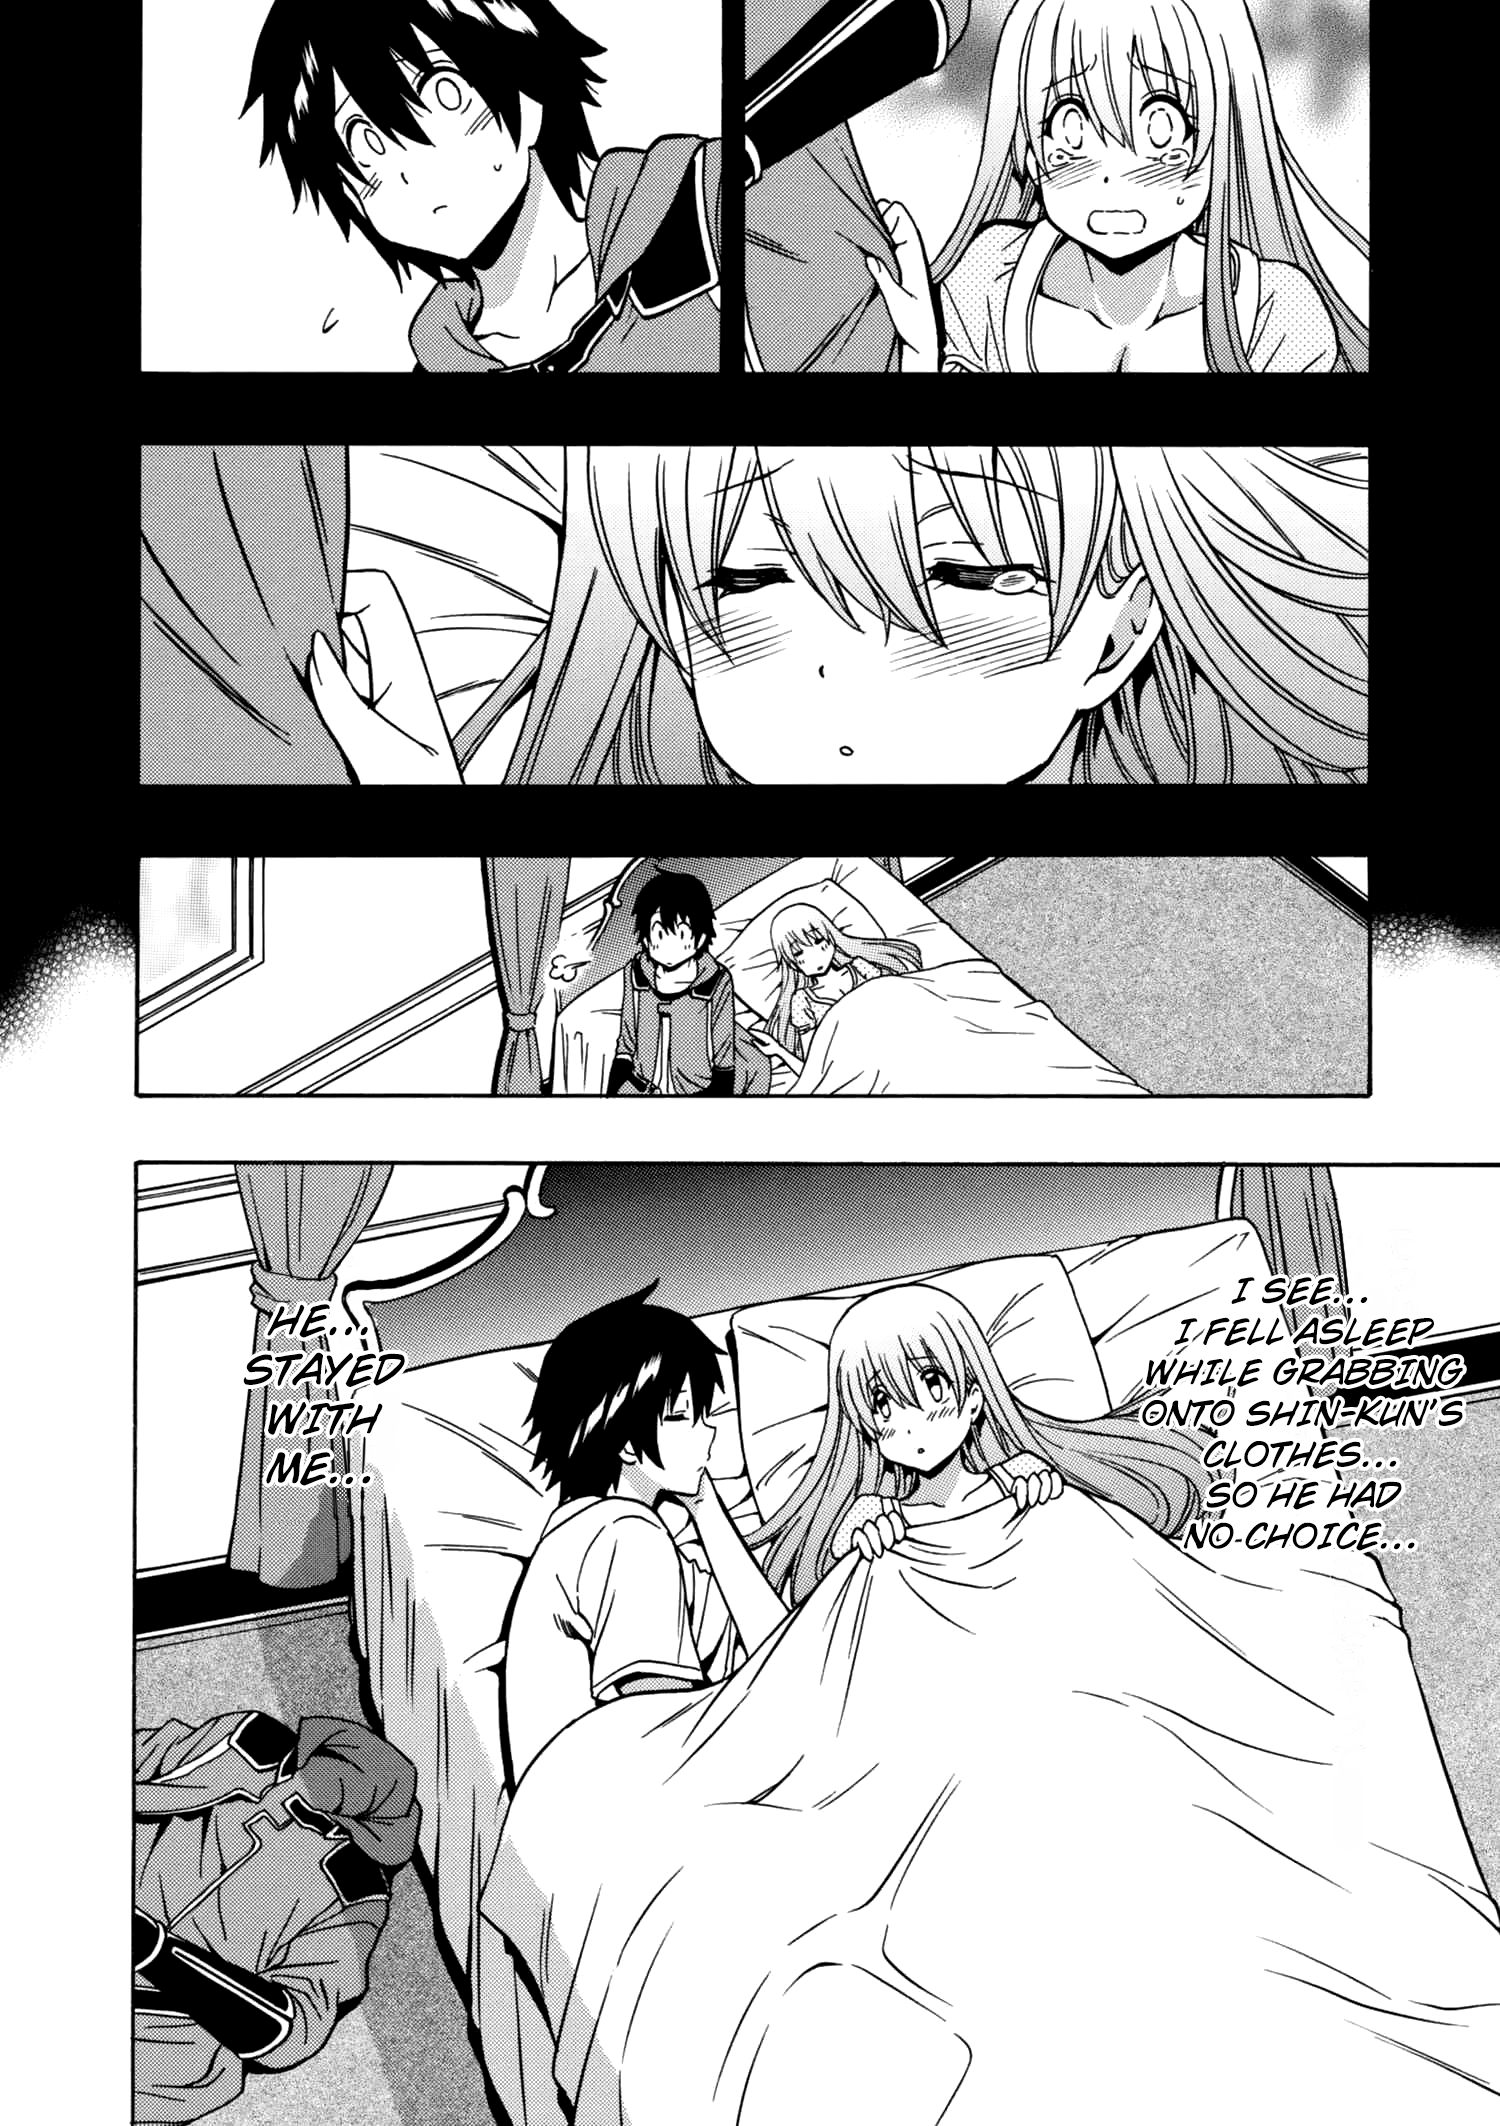 I SEE...
I FELL ASLEEP
WHILE GRABBING
ONTO SHIN-KUN'S
CLOTHES...
SO HE HAD
NO CHOICE...
HE...
STAYED
WITH
ME...